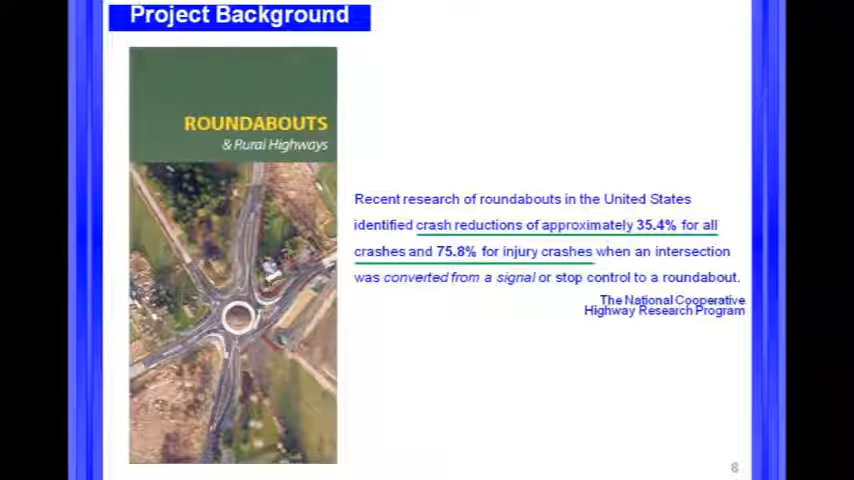 Project Background
ROUNDABOUTS
& Rural Highways
Recent research of roundabouts in the United States
identified crash reductions of approximately 35.4% for all
crashes and 75.8% for injury crashes when an intersection
was converted from a signal or stop control to a roundabout.
The National Cooperative
Highway Research Program
8